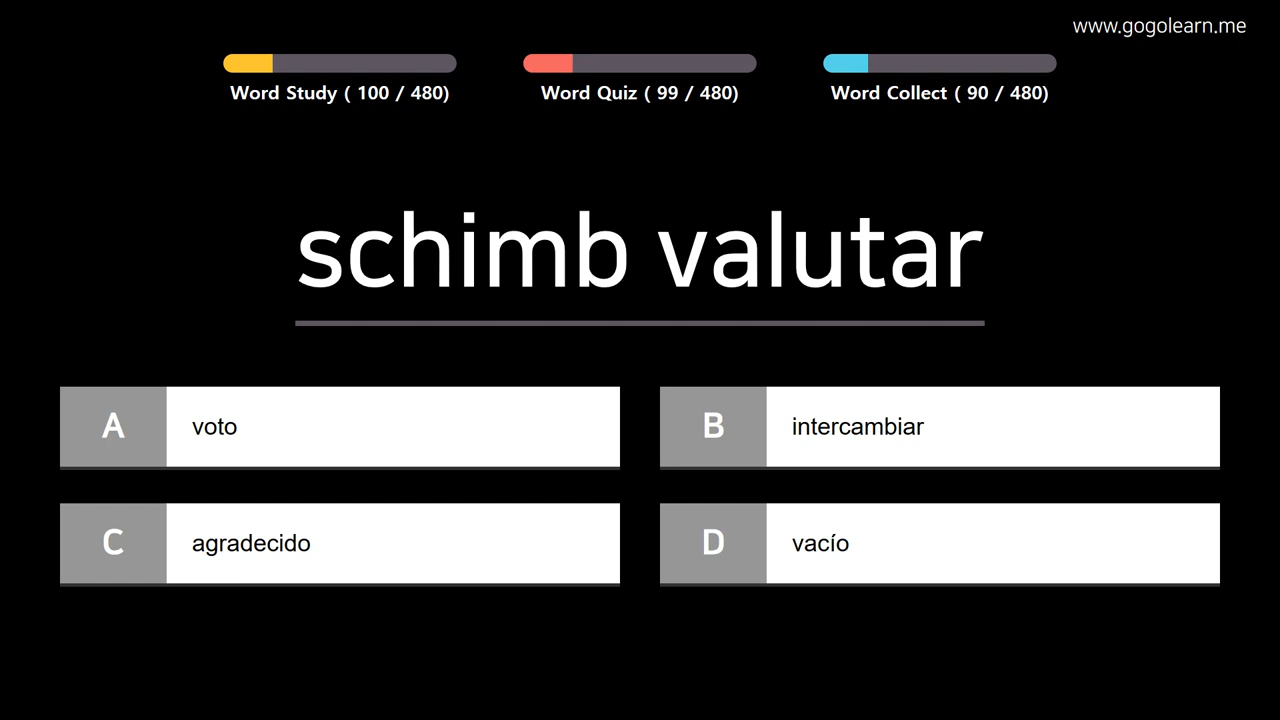 www.gogolearn.me
Word Study ( 100 / 480)
Word Quiz ( 99 / 480)
Word Collect ( 90 / 480)
schimb valutar
A voto
B intercambiar
C agradecido
D vacío